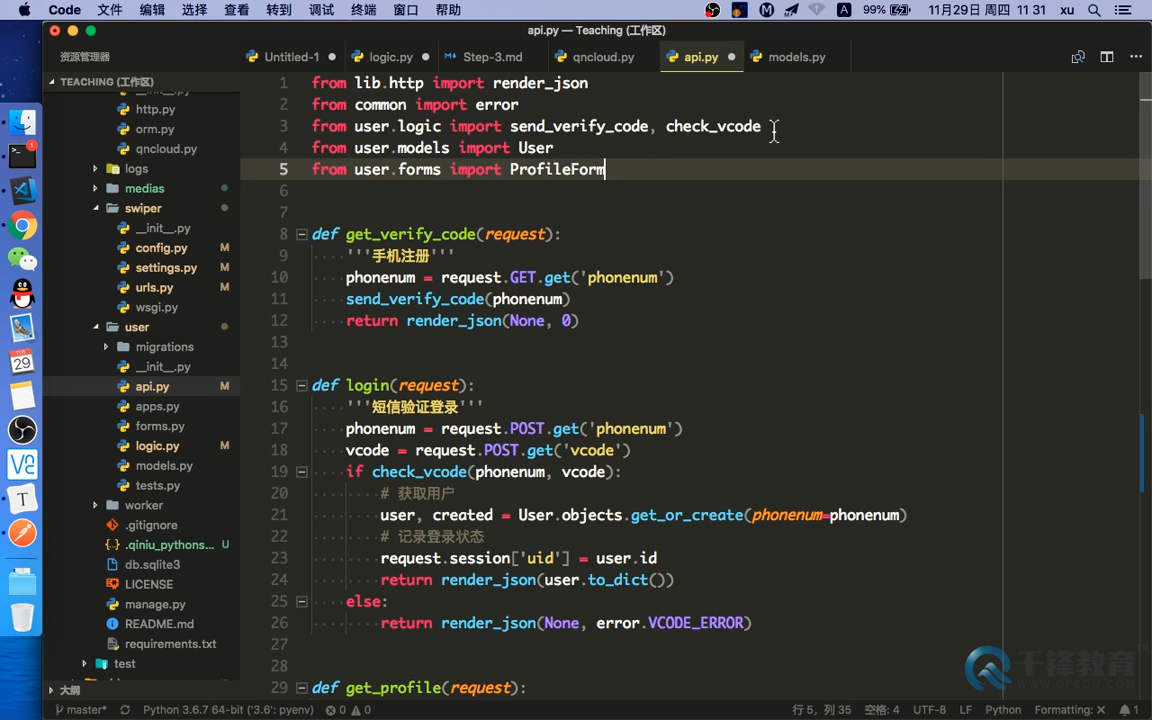 Code 文件 编辑 选择 查看 转到 调试 终端 窗口 帮助 A 99% 11月29日 周四 11 31 xu
api.py — Teaching (工作区)
资源管理器
Untitled-1 logic.py Step-3.md qncloud.py api.py models.py
TEACHING (工作区)
__init__.py
http.py
orm.py
qncloud.py
logs
medias
swiper
__init__.py
config.py M
settings.py M
urls.py M
wsgi.py
user
migrations
__init__.py
api.py M
apps.py
forms.py
logic.py M
models.py
tests.py
worker
.gitignore
{} .qiniu_pythons... U
db.sqlite3
LICENSE
manage.py
README.md
requirements.txt
test
大纲
1 from lib.http import render_json
2 from common import error
3 from user.logic import send_verify_code, check_vcode
4 from user.models import User
5 from user.forms import ProfileForm
6
7
8 def get_verify_code(request):
9 '''手机注册'''
10 phonenum = request.GET.get('phonenum')
11 send_verify_code(phonenum)
12 return render_json(None, 0)
13
14
15 def login(request):
16 '''短信验证登录'''
17 phonenum = request.POST.get('phonenum')
18 vcode = request.POST.get('vcode')
19 if check_vcode(phonenum, vcode):
20 # 获取用户
21 user, created = User.objects.get_or_create(phonenum=phonenum)
22 # 记录登录状态
23 request.session['uid'] = user.id
24 return render_json(user.to_dict())
25 else:
26 return render_json(None, error.VCODE_ERROR)
27
28
29 def get_profile(request):
千锋教育
www.qfedu.com
master* Python 3.6.7 64-bit ('3.6': pyenv) 0 0 行 5, 列 35 空格: 4 UTF-8 LF Python Formatting: 1